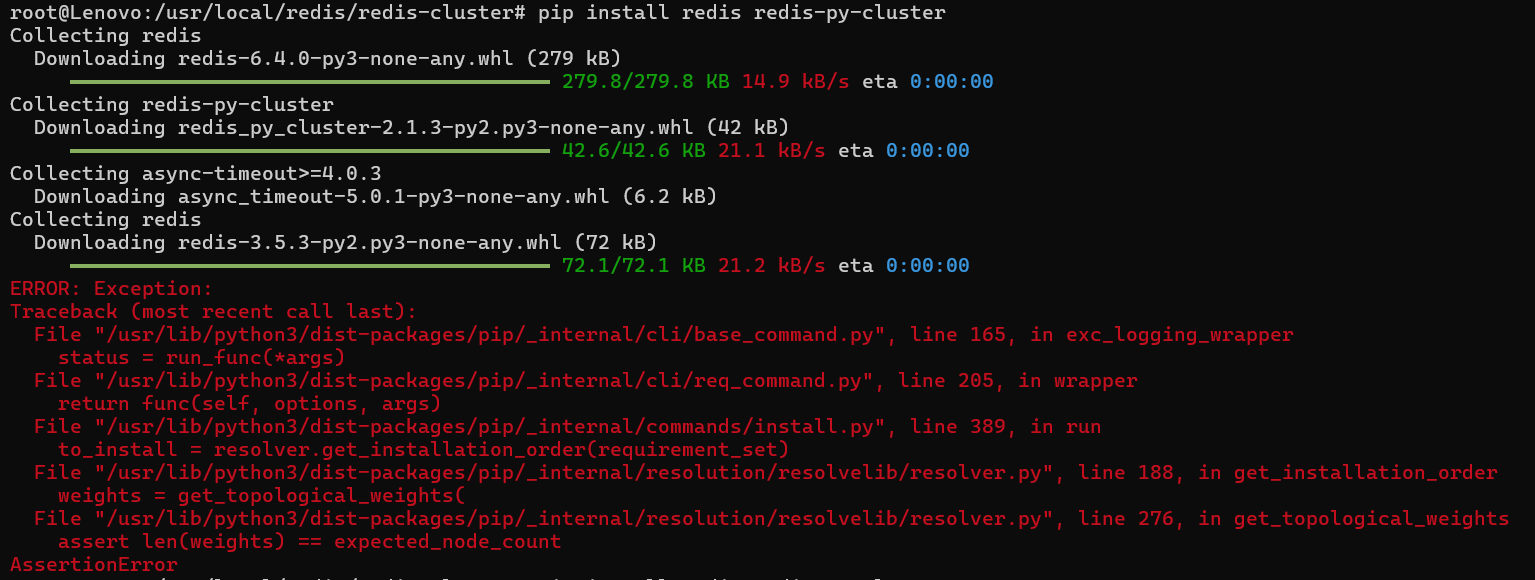 root@Lenovo:/usr/local/redis/redis-cluster# pip install redis redis-py-cluster
Collecting redis
  Downloading redis-6.4.0-py3-none-any.whl (279 kB)
279.8/279.8 KB 14.9 kB/s eta 0:00:00
Collecting redis-py-cluster
  Downloading redis_py_cluster-2.1.3-py2.py3-none-any.whl (42 kB)
42.6/42.6 KB 21.1 kB/s eta 0:00:00
Collecting async-timeout>=4.0.3
  Downloading async_timeout-5.0.1-py3-none-any.whl (6.2 kB)
Collecting redis
  Downloading redis-3.5.3-py2.py3-none-any.whl (72 kB)
72.1/72.1 KB 21.2 kB/s eta 0:00:00
ERROR: Exception:
Traceback (most recent call last):
  File "/usr/lib/python3/dist-packages/pip/_internal/cli/base_command.py", line 165, in exc_logging_wrapper
    status = run_func(*args)
  File "/usr/lib/python3/dist-packages/pip/_internal/cli/req_command.py", line 205, in wrapper
    return func(self, options, args)
  File "/usr/lib/python3/dist-packages/pip/_internal/commands/install.py", line 389, in run
    to_install = resolver.get_installation_order(requirement_set)
  File "/usr/lib/python3/dist-packages/pip/_internal/resolution/resolvelib/resolver.py", line 188, in get_installation_order
    weights = get_topological_weights(
  File "/usr/lib/python3/dist-packages/pip/_internal/resolution/resolvelib/resolver.py", line 276, in get_topological_weights
    assert len(weights) == expected_node_count
AssertionError